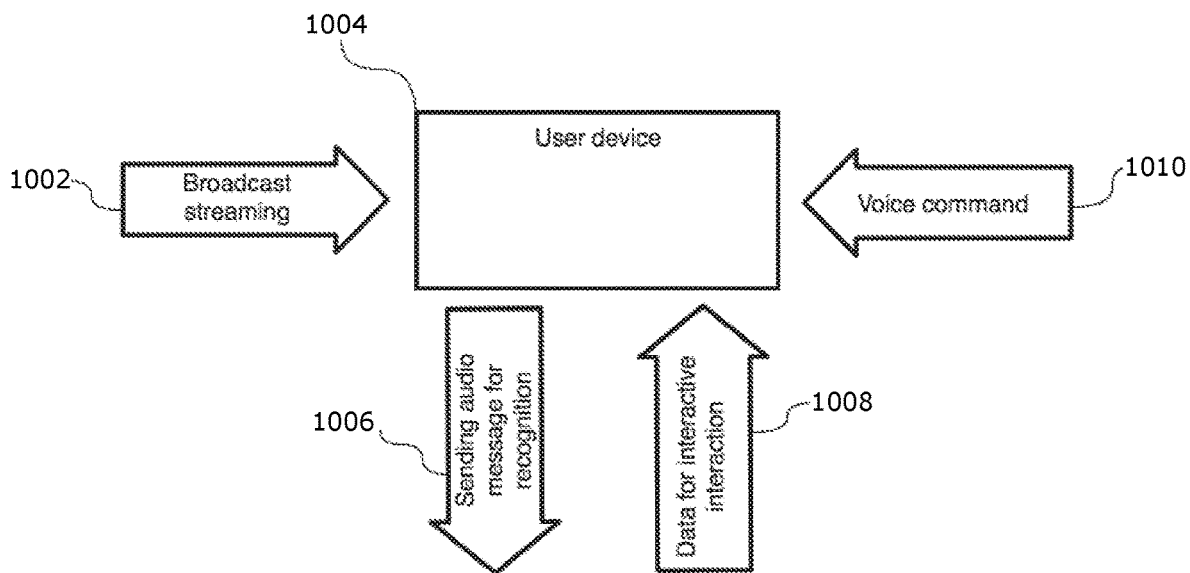 1004
User device
1002
Broadcast
streaming
1010
Voice command
1006
Sending audio
message for
recognition
1008
Data for interactive
interaction